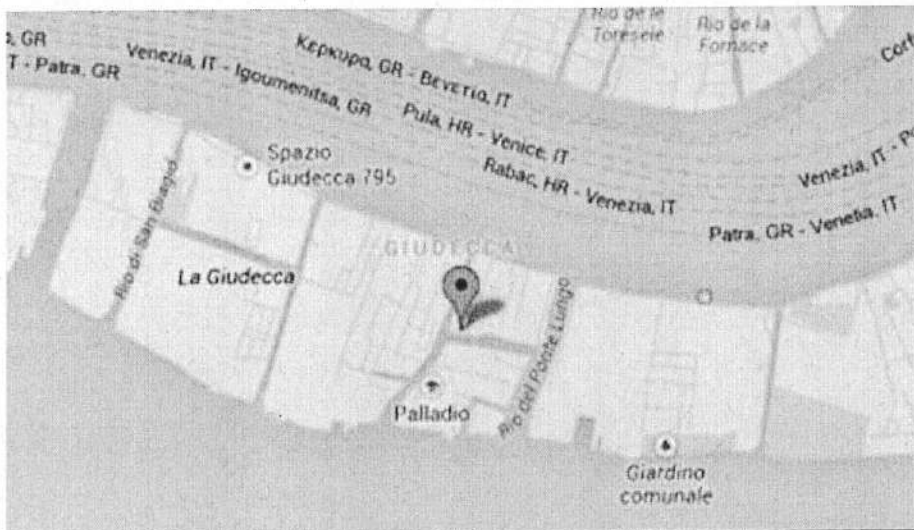 Rio de le
Toresele
Rio de la
Fornace
GR
T - Patra, GR
Venezia, IT - Igoumenitsa, GR
Κερκυρα, GR - Βενετια, IT
Pula, HR - Venice, IT
Rabac, HR - Venezia, IT
Venezia, IT - P
Patra, GR - Venetia, IT
Corf
Spazio
Giudecca 795
Rio di San Biagio
GIUDECCA
La Giudecca
Rio del Ponte Lungo
Palladio
Giardino
comunale